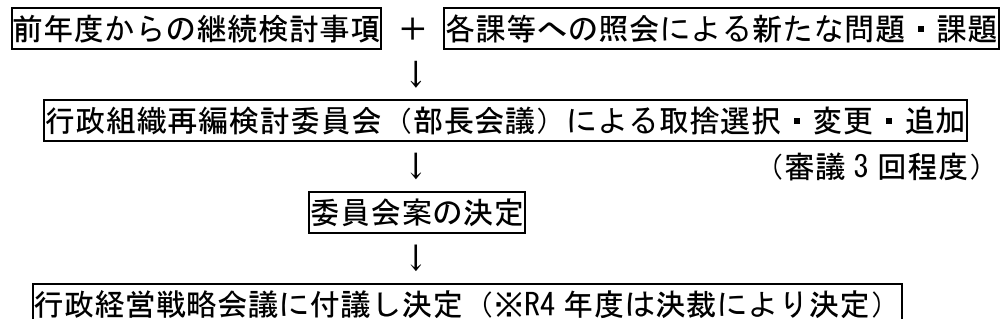 前年度からの継続検討事項 ＋ 各課等への照会による新たな問題・課題
↓
行政組織再編検討委員会（部長会議）による取捨選択・変更・追加
↓ （審議３回程度）
委員会案の決定
↓
行政経営戦略会議に付議し決定（※R4 年度は決裁により決定）